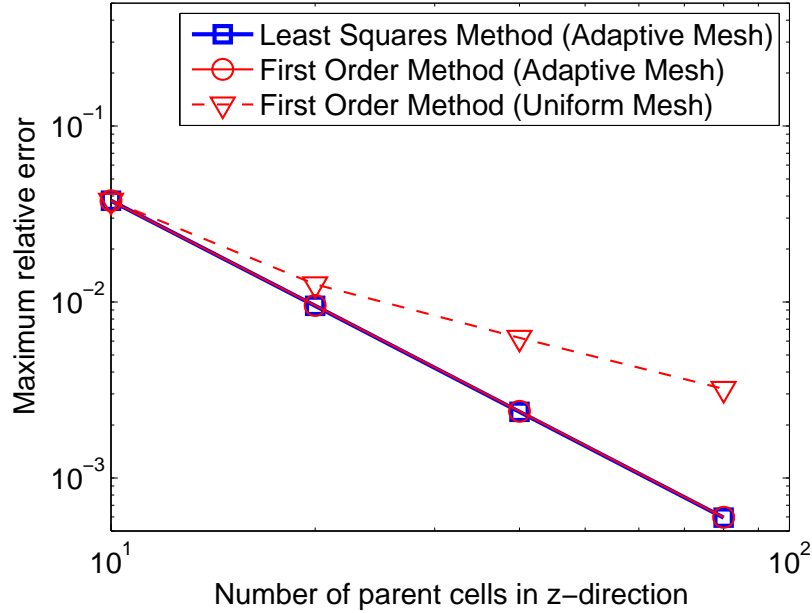 Least Squares Method (Adaptive Mesh)
First Order Method (Adaptive Mesh)
First Order Method (Uniform Mesh)
Maximum relative error
10⁻¹
10⁻²
10⁻³
10¹
10²
Number of parent cells in z−direction